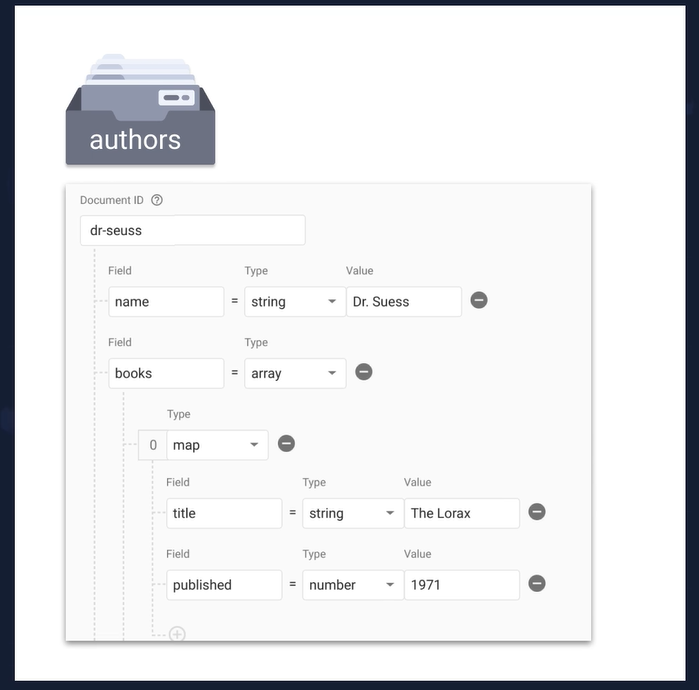 authors
Document ID
dr-seuss
Field Type Value
name = string Dr. Suess
Field Type
books = array
Type
0 map
Field Type Value
title = string The Lorax
Field Type Value
published = number 1971